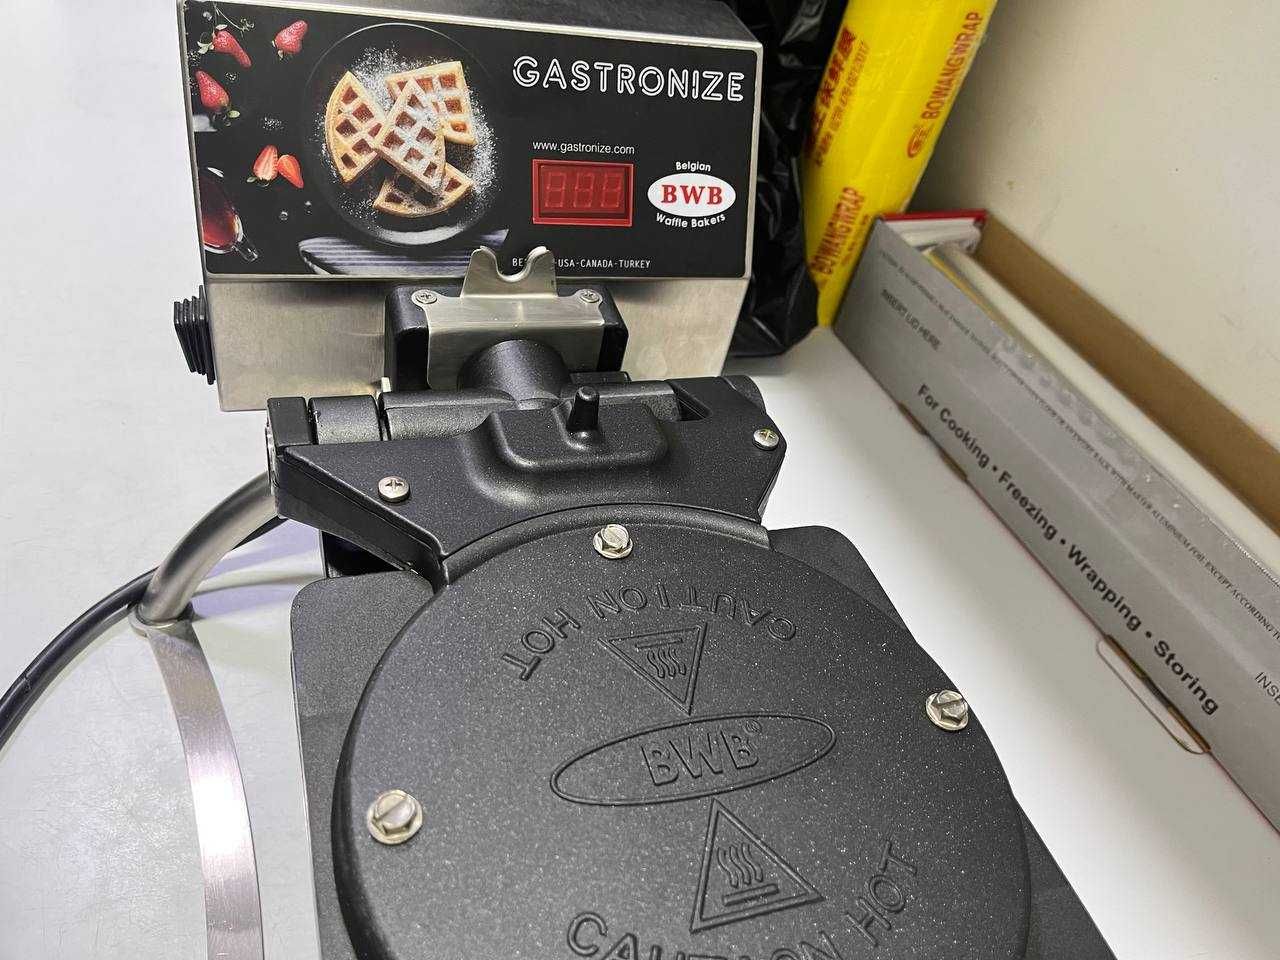 GASTRONIZE
www.gastronize.com
Belgian
BWB
Waffle Bakers
USA-CANADA-TURKEY
CAUTION HOT
BWB®
CAUTION HOT
BOWANGWRAP
BOWANGWRAP
INSERT LID HERE
For Cooking • Freezing • Wrapping • Storing